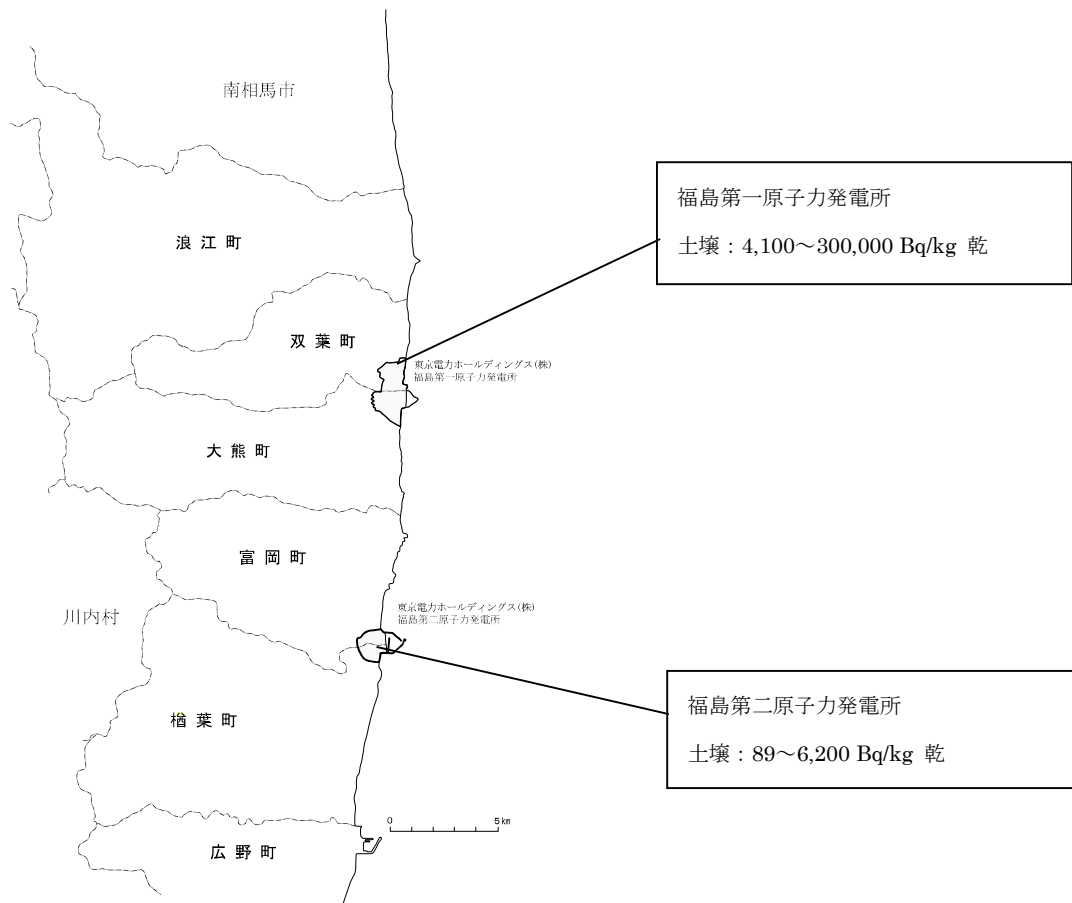 南相馬市
福島第一原子力発電所
土壌：4,100～300,000 Bq/kg 乾
浪江町
双葉町
東京電力ホールディングス(株)
福島第一原子力発電所
大熊町
富岡町
川内村
東京電力ホールディングス(株)
福島第二原子力発電所
福島第二原子力発電所
土壌：89～6,200 Bq/kg 乾
楢葉町
0 5km
広野町